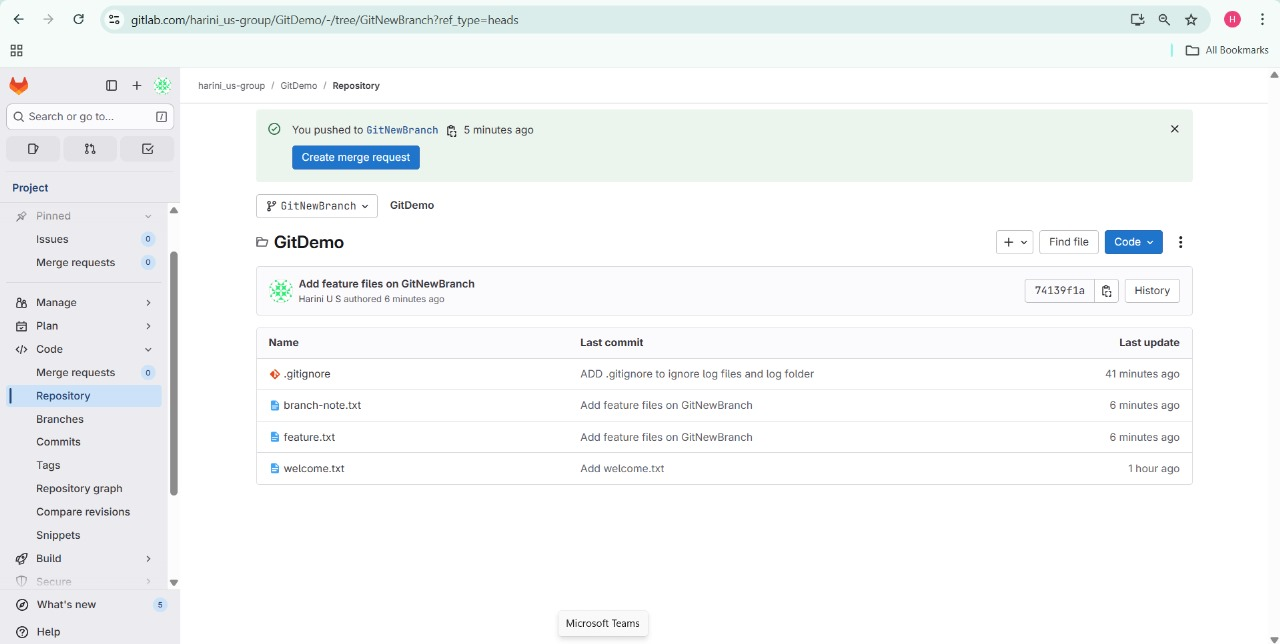 gitlab.com/harini_us-group/GitDemo/-/tree/GitNewBranch?ref_type=heads
H
All Bookmarks
harini_us-group / GitDemo / Repository
Search or go to... /
You pushed to GitNewBranch 5 minutes ago
Create merge request
Project
GitNewBranch GitDemo
Pinned
Issues 0
Merge requests 0
GitDemo
Find file
Code
Add feature files on GitNewBranch
Harini U S authored 6 minutes ago
74139f1a
History
Manage
Plan
Code
Merge requests 0
Repository
Branches
Commits
Tags
Repository graph
Compare revisions
Snippets
Build
Secure
What's new 5
Help
Name Last commit Last update
.gitignore ADD .gitignore to ignore log files and log folder 41 minutes ago
branch-note.txt Add feature files on GitNewBranch 6 minutes ago
feature.txt Add feature files on GitNewBranch 6 minutes ago
welcome.txt Add welcome.txt 1 hour ago
Microsoft Teams